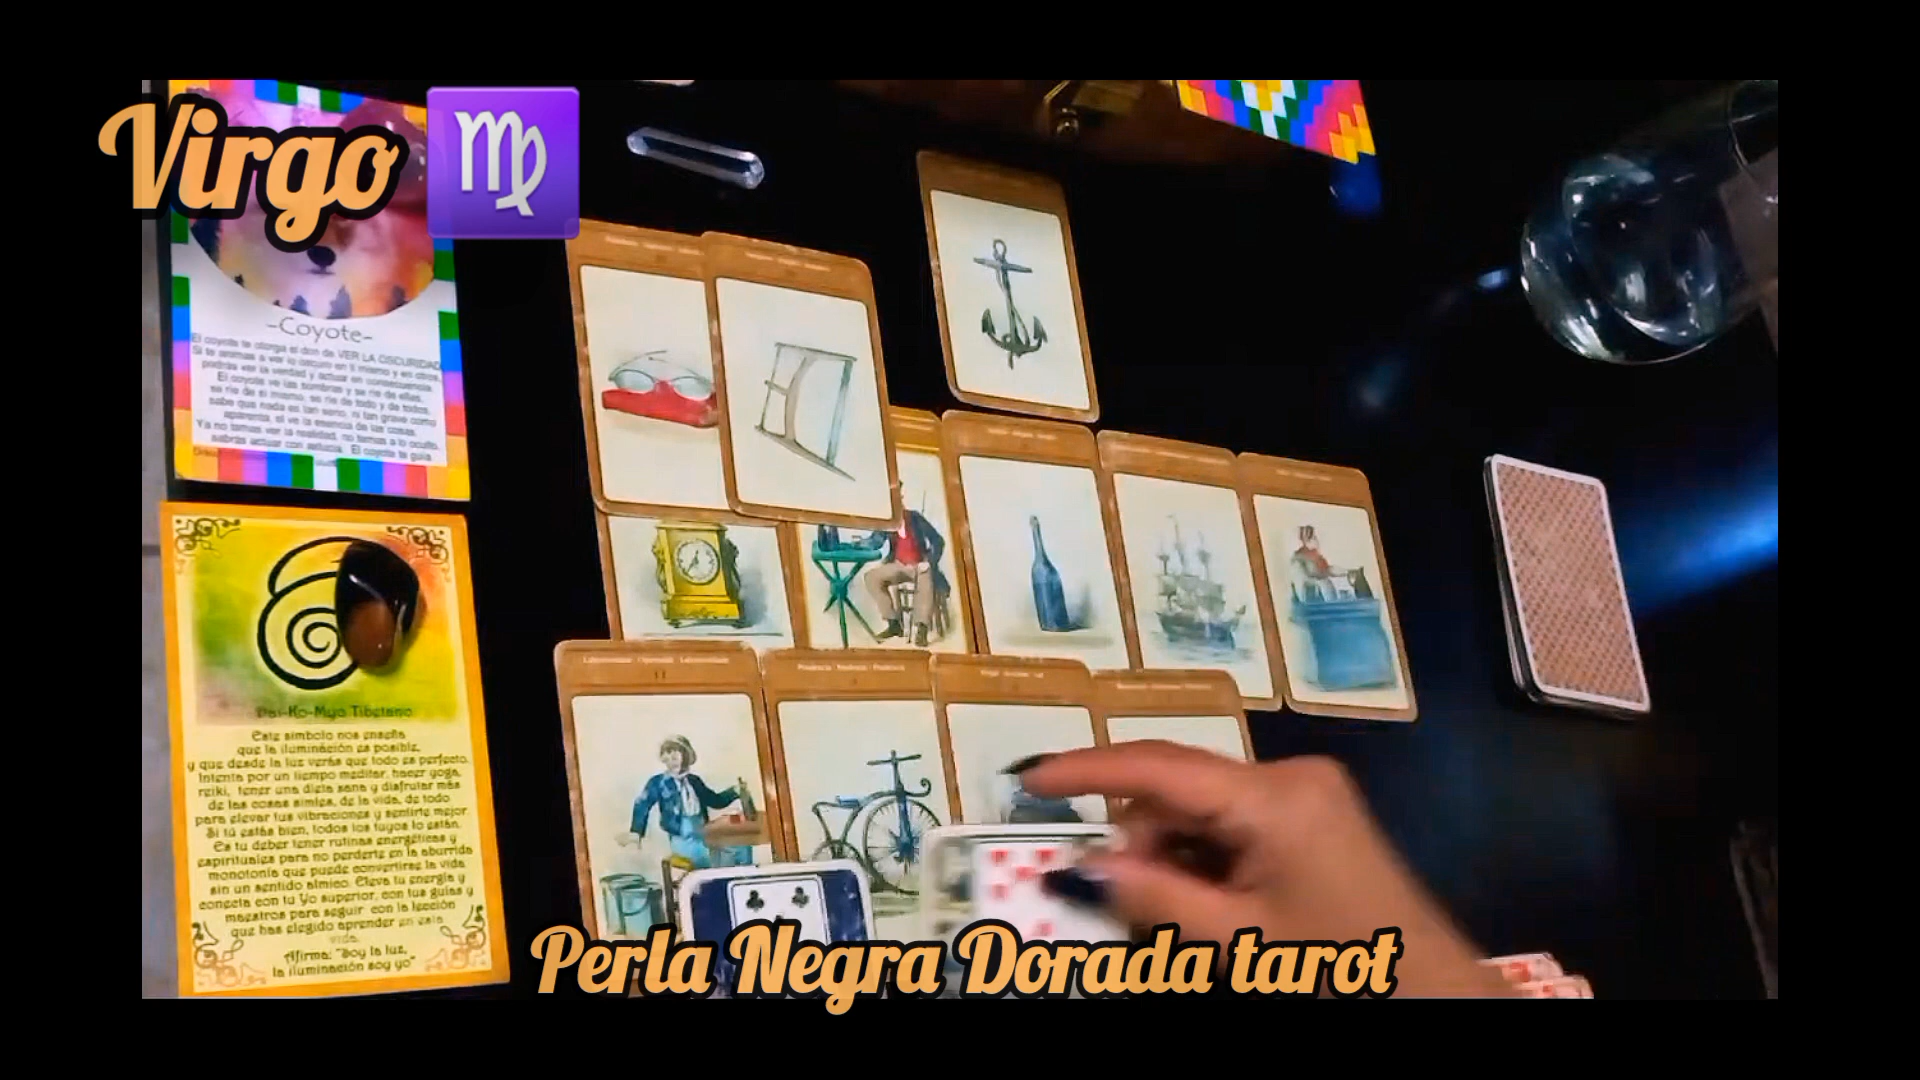 Virgo ♍
-Coyote-
El coyote te otorga el don de VER LA OSCURIDAD
Si te animas a ver lo oscuro en ti mismo y en otros,
podrás ver la verdad y actuar en consecuencia.
El coyote ve las sombras y se ríe de ellas,
se ríe de si mismo, se ríe de todo y de todos,
sabe que nada es tan serio, ni tan grave como
aparenta, el ve la esencia de las cosas.
Ya no temas ver la realidad, no temas a lo oculto,
sabrás actuar con astucia. El coyote te guía
Dai-Ko-Myo Tibetano
Este símbolo nos enseña
que la iluminación es posible,
y que desde la luz verás que todo es perfecto.
Intenta por un tiempo meditar, hacer yoga,
reiki, tener una dieta sana y disfrutar más
de las cosas simles, de la vida, de todo
para elevar tus vibraciones y sentirte mejor
Si tú estás bien, todos los tuyos lo están.
Es tu deber tener rutinas energéticas y
espirituales para no perderte en la aburrida
monotonía que puede convertirse la vida
sin un sentido álmico. Eleva tu energía y
conecta con tu Yo superior, con tus guías y
maestros para seguir con la lección
que has elegido aprender en esta
vida.
Afirma: "Soy la luz,
la iluminación soy yo"
11
Perla Negra Dorada tarot